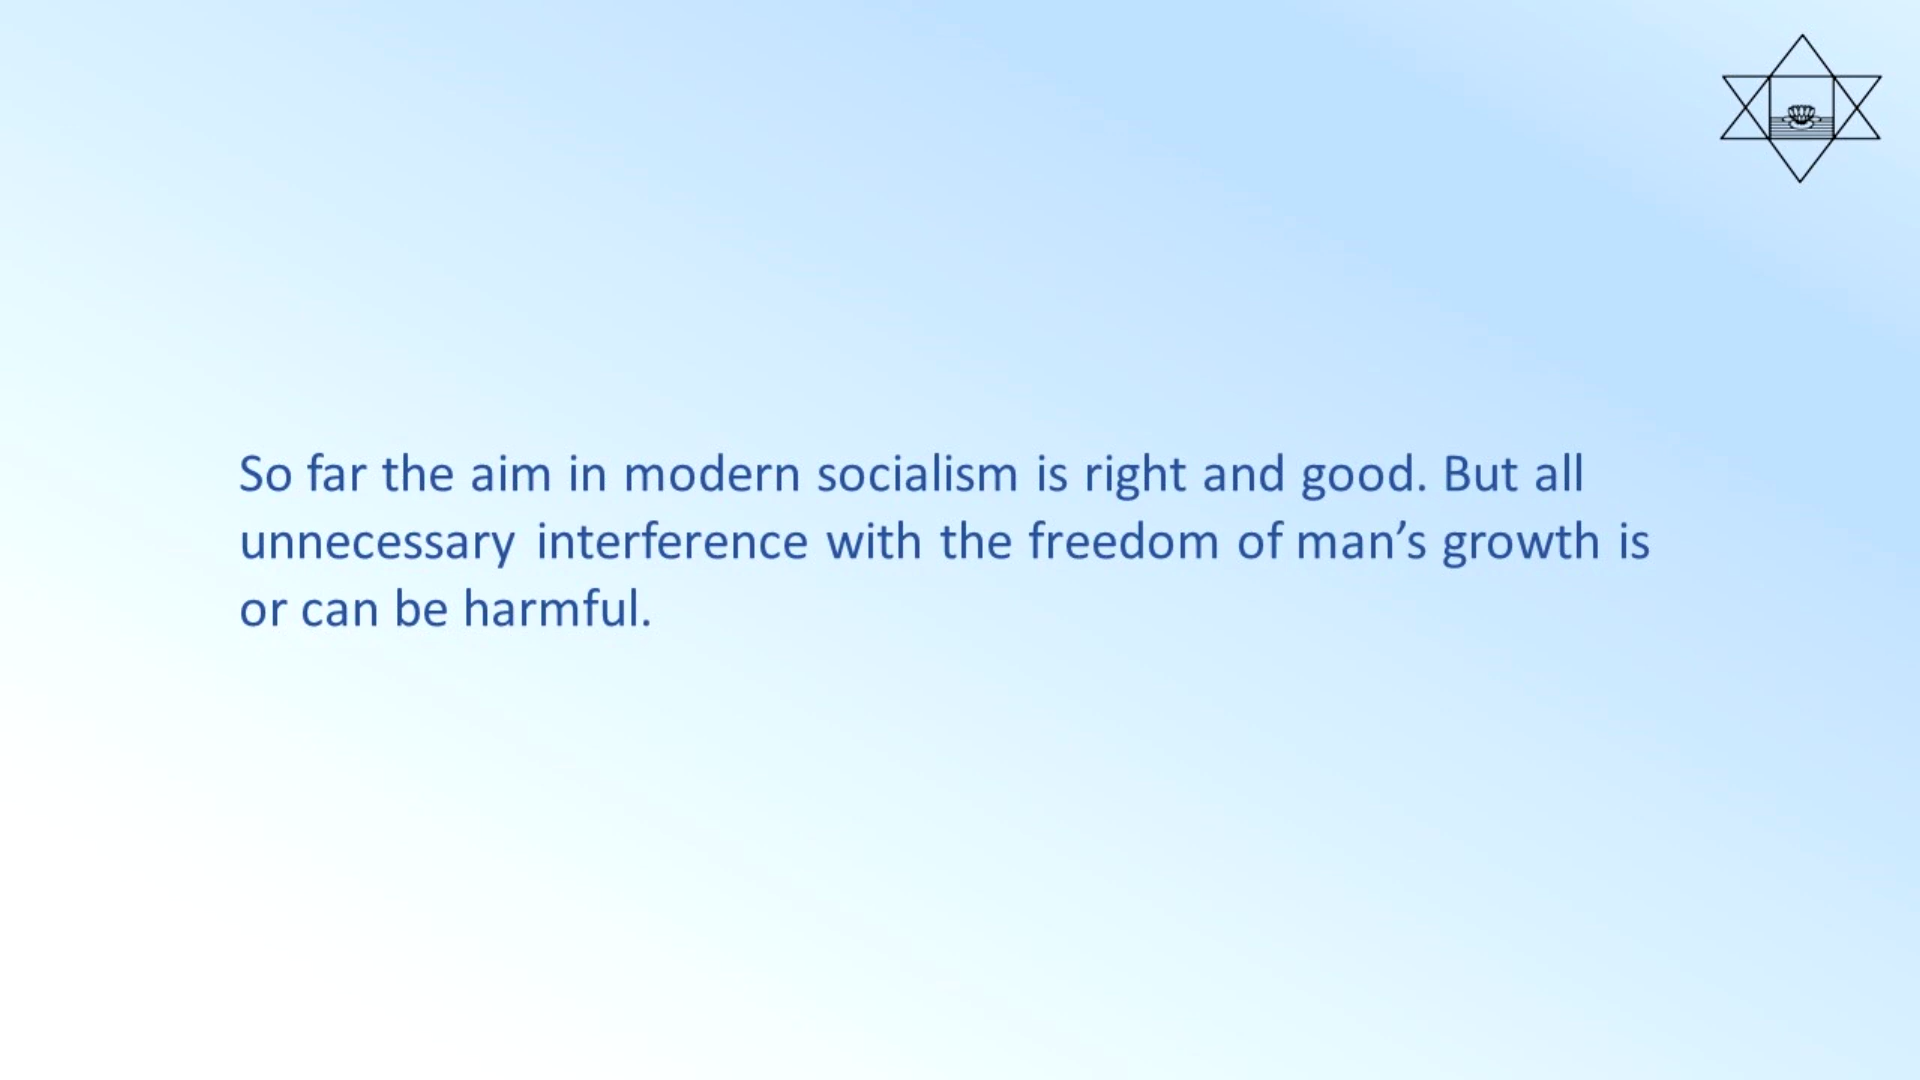 So far the aim in modern socialism is right and good. But all
unnecessary interference with the freedom of man’s growth is
or can be harmful.